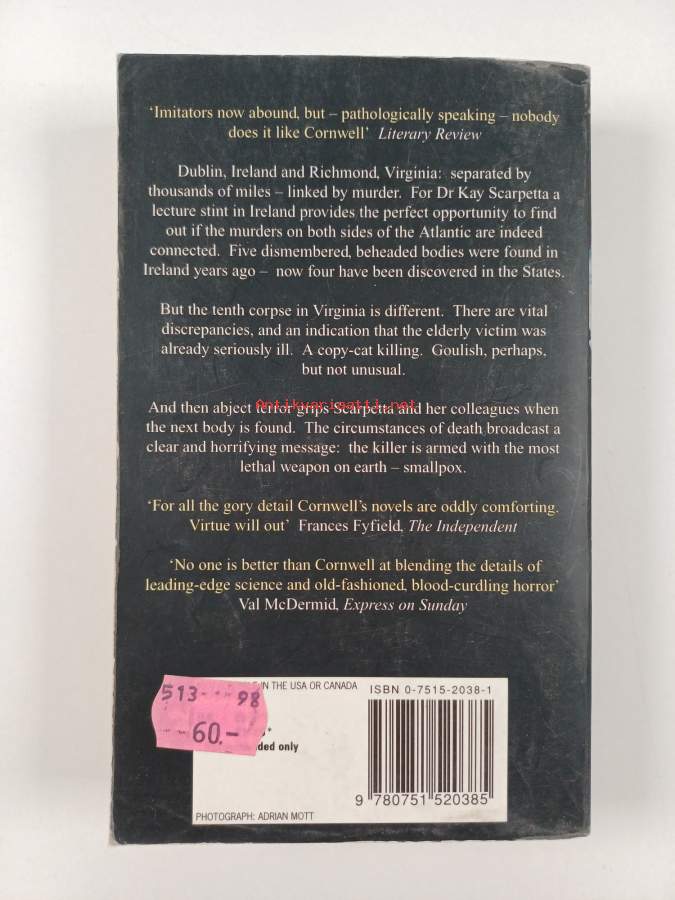 ‘Imitators now abound, but – pathologically speaking – nobody
does it like Cornwell’ Literary Review
Dublin, Ireland and Richmond, Virginia: separated by
thousands of miles – linked by murder. For Dr Kay Scarpetta a
lecture stint in Ireland provides the perfect opportunity to find
out if the murders on both sides of the Atlantic are indeed
connected. Five dismembered, beheaded bodies were found in
Ireland years ago – now four have been discovered in the States.
But the tenth corpse in Virginia is different. There are vital
discrepancies, and an indication that the elderly victim was
already seriously ill. A copy-cat killing. Goulish, perhaps,
but not unusual.
Antikvariaatti.net
And then abject terror grips Scarpetta and her colleagues when
the next body is found. The circumstances of death broadcast a
clear and horrifying message: the killer is armed with the most
lethal weapon on earth – smallpox.
‘For all the gory detail Cornwell’s novels are oddly comforting.
Virtue will out’ Frances Fyfield, The Independent
‘No one is better than Cornwell at blending the details of
leading-edge science and old-fashioned, blood-curdling horror’
Val McDermid, Express on Sunday
IN THE USA OR CANADA
ISBN 0-7515-2038-1
513- 98
60.-
only
9 780751 520385
PHOTOGRAPH: ADRIAN MOTT